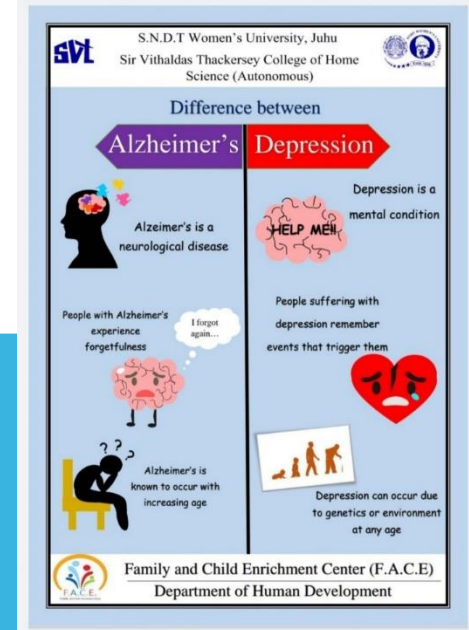 S.N.D.T Women's University, Juhu
Sir Vithaldas Thackersey College of Home
Science (Autonomous)
SVT
Difference between
Alzheimer's
Depression
Alzeimer's is a
neurological disease
HELP ME!!
Depression is a
mental condition
People with Alzheimer's
experience
forgetfulness
I forgot
again...
People suffering with
depression remember
events that trigger them
? ? ?
Alzheimer's is
known to occur with
increasing age
Depression can occur due
to genetics or environment
at any age
F.A.C.E.
Family and Child Enrichment Center (F.A.C.E)
Department of Human Development